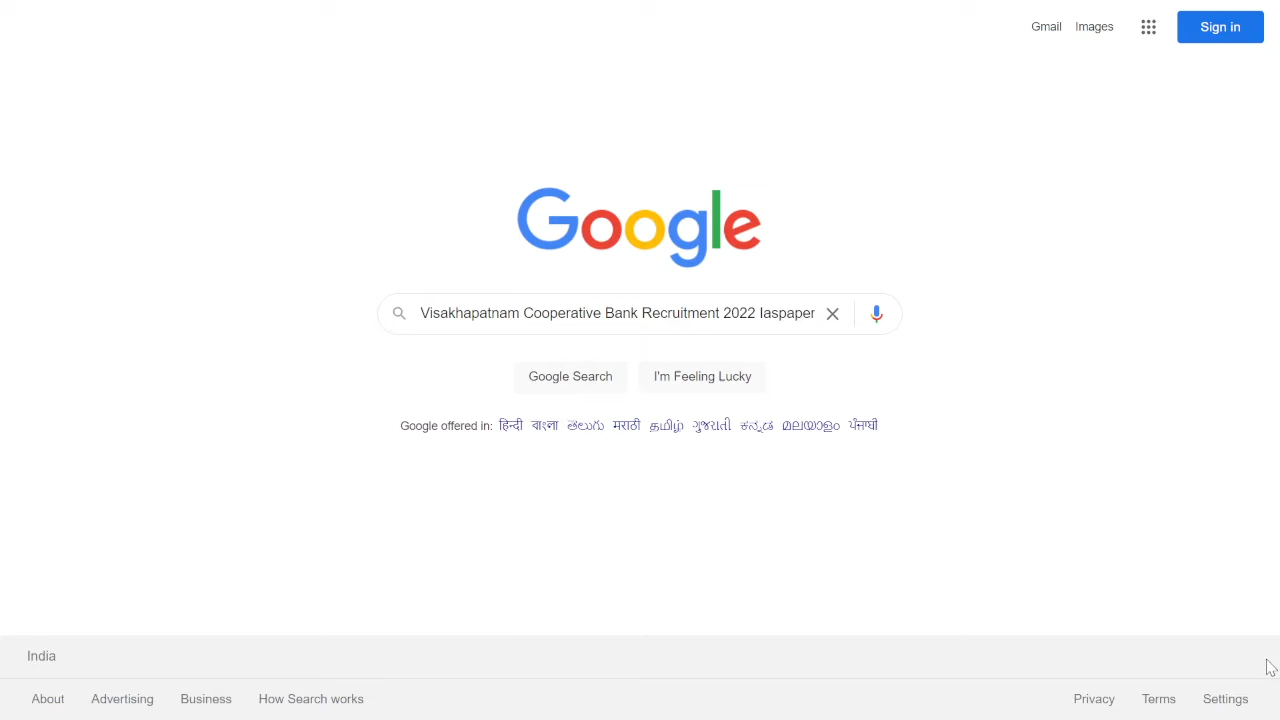 Gmail Images Sign in
Google
Visakhapatnam Cooperative Bank Recruitment 2022 Iaspaper
Google Search I'm Feeling Lucky
Google offered in: हिन्दी বাংলা తెలుగు मराठी தமிழ் ગુજરાતી ಕನ್ನಡ മലയാളം ਪੰਜਾਬੀ
India
About Advertising Business How Search works Privacy Terms Settings